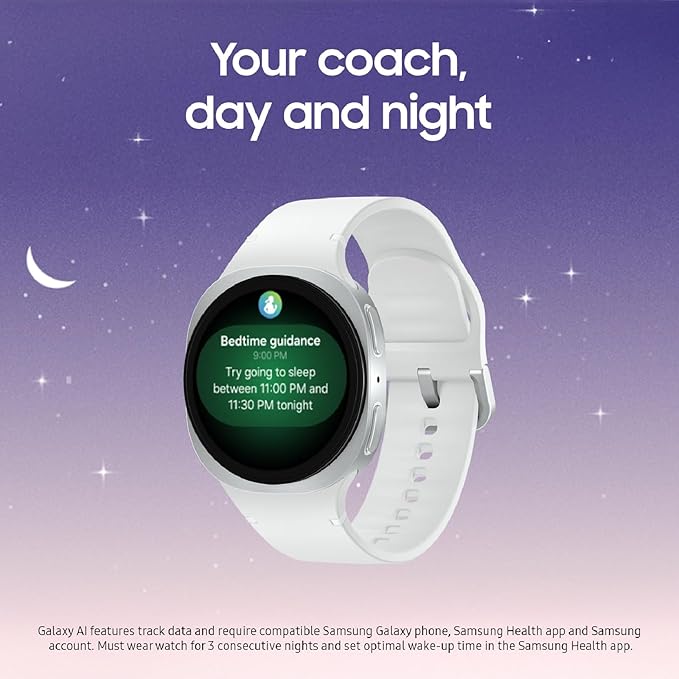 Your coach,
day and night
Bedtime guidance
9:00 PM
Try going to sleep
between 11:00 PM and
11:30 PM tonight
Galaxy AI features track data and require compatible Samsung Galaxy phone, Samsung Health app and Samsung
account. Must wear watch for 3 consecutive nights and set optimal wake-up time in the Samsung Health app.